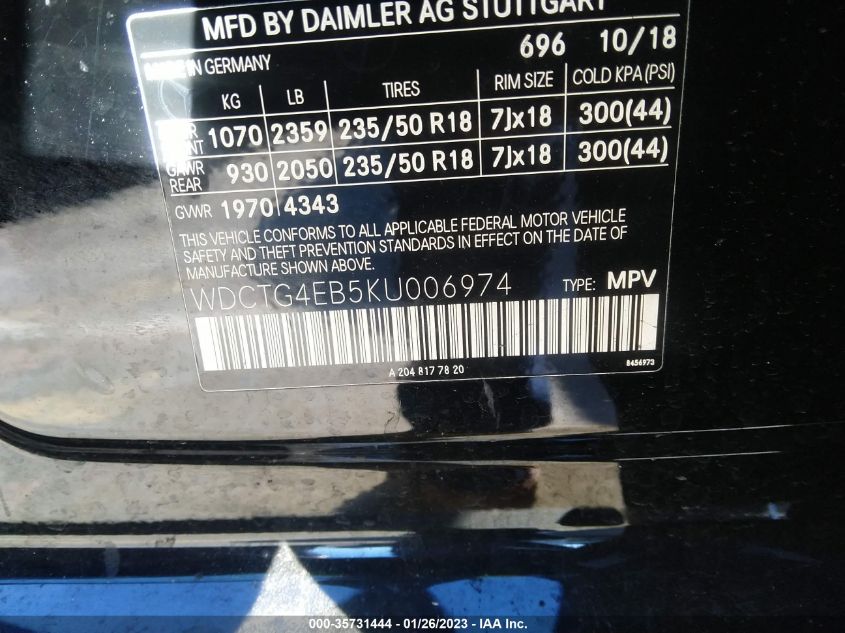 MFD BY DAIMLER AG STUTTGART
696 10/18
IN GERMANY
KG LB TIRES RIM SIZE COLD KPA (PSI)
1070 2359 235/50 R18 7Jx18 300(44)
GAWR REAR 930 2050 235/50 R18 7Jx18 300(44)
GVWR 1970 4343
THIS VEHICLE CONFORMS TO ALL APPLICABLE FEDERAL MOTOR VEHICLE
SAFETY AND THEFT PREVENTION STANDARDS IN EFFECT ON THE DATE OF
MANUFACTURE SHOWN ABOVE.
WDCTG4EB5KU006974 TYPE: MPV
A 204 817 78 20 8456973
000-35731444 - 01/26/2023 - IAA Inc.